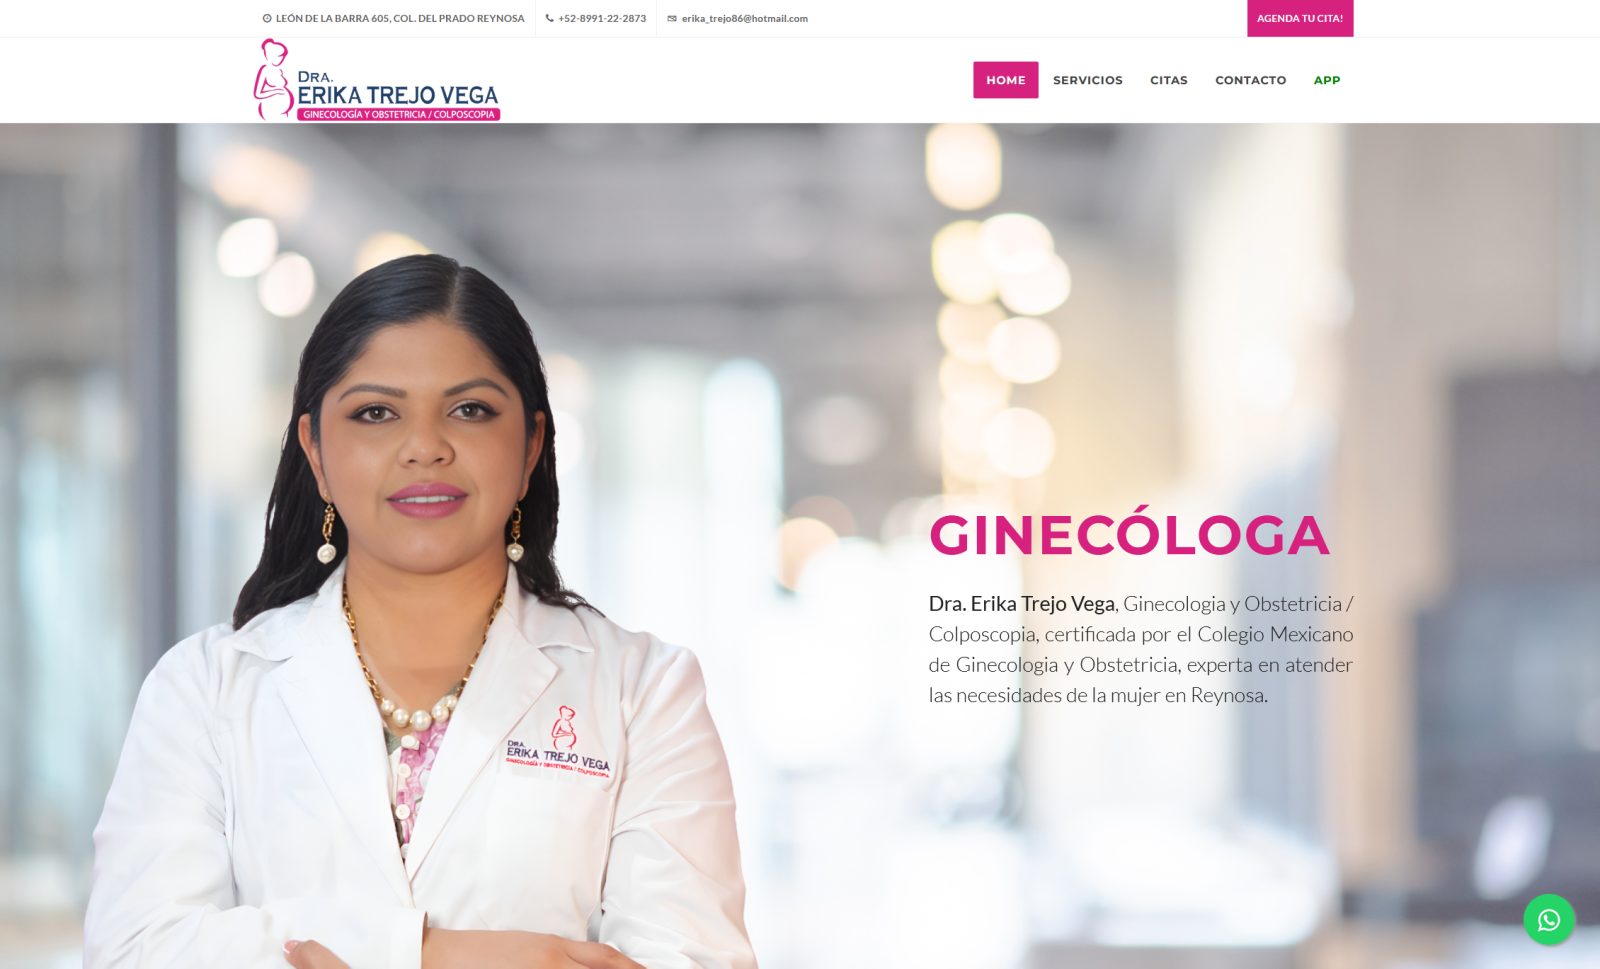 LEÓN DE LA BARRA 605, COL. DEL PRADO REYNOSA
+52-8991-22-2873
erika_trejo86@hotmail.com
AGENDA TU CITA!
DRA.
ERIKA TREJO VEGA
GINECOLOGÍA Y OBSTETRICIA / COLPOSCOPIA
HOME
SERVICIOS
CITAS
CONTACTO
APP
GINECÓLOGA
Dra. Erika Trejo Vega, Ginecologia y Obstetricia /
Colposcopia, certificada por el Colegio Mexicano
de Ginecologia y Obstetricia, experta en atender
las necesidades de la mujer en Reynosa.
DRA.
ERIKA TREJO VEGA
GINECOLOGÍA Y OBSTETRICIA / COLPOSCOPIA